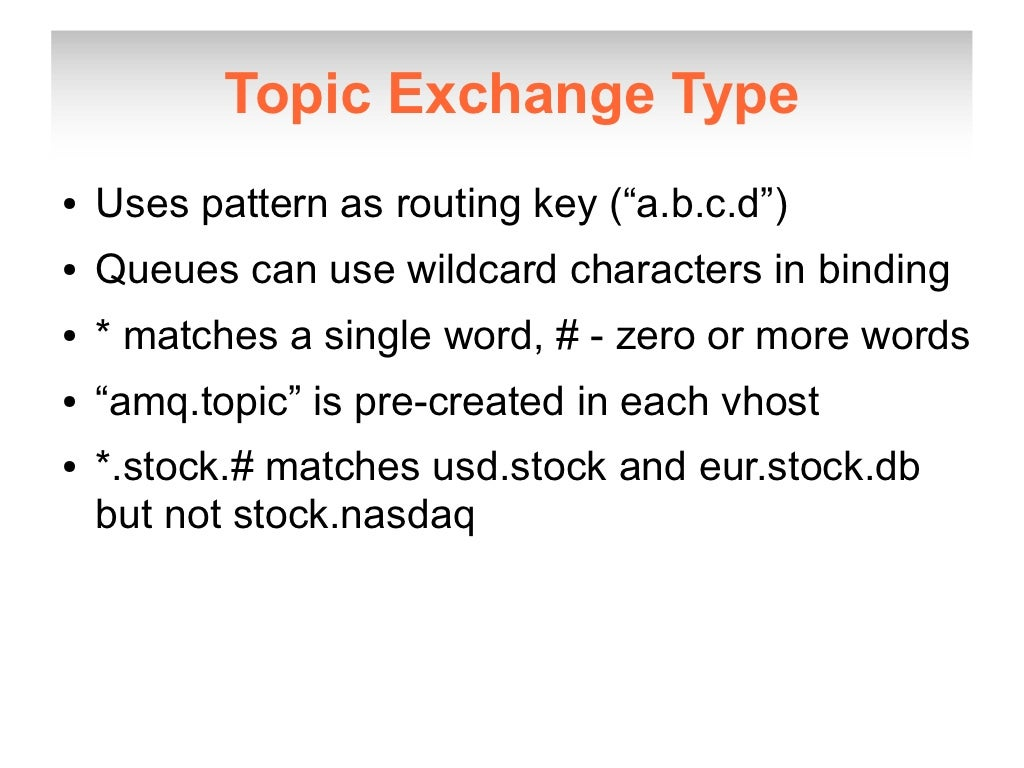 Topic Exchange Type
● Uses pattern as routing key (“a.b.c.d”)
● Queues can use wildcard characters in binding
● * matches a single word, # - zero or more words
● “amq.topic” is pre-created in each vhost
● *.stock.# matches usd.stock and eur.stock.db
but not stock.nasdaq